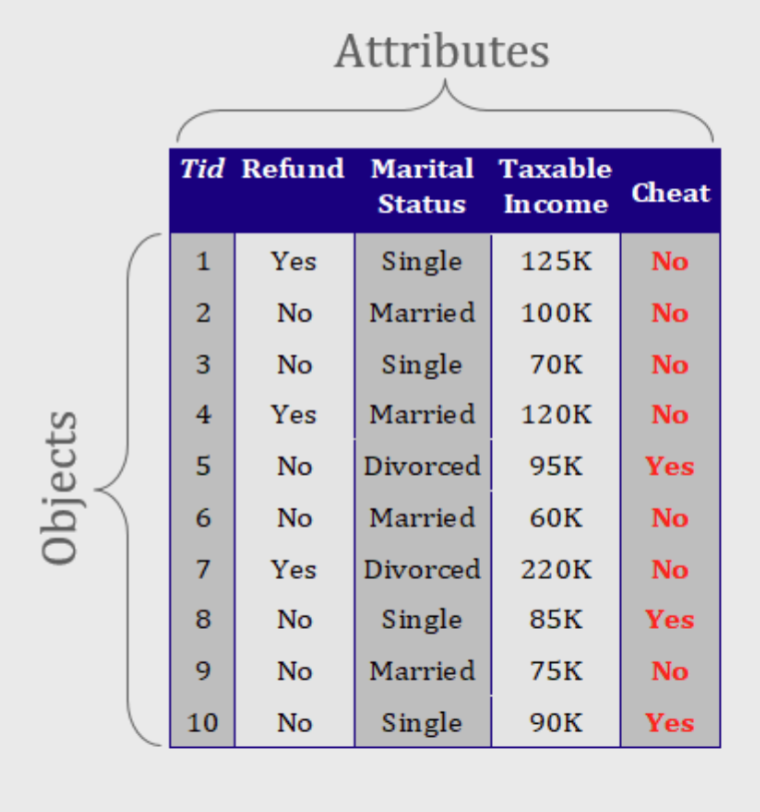 Attributes
Tid Refund Marital Status Taxable Income Cheat
1 Yes Single 125K No
2 No Married 100K No
3 No Single 70K No
4 Yes Married 120K No
5 No Divorced 95K Yes
6 No Married 60K No
7 Yes Divorced 220K No
8 No Single 85K Yes
9 No Married 75K No
10 No Single 90K Yes
Objects